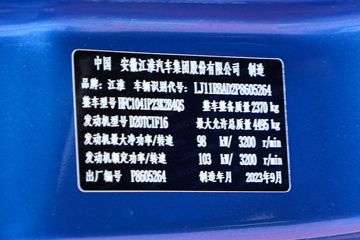 中国 安徽江淮汽车集团股份有限公司 制造
品牌：江淮 车辆识别代号：LJ11RBAD2P8605264
整车型号 HFC1041P23K2B4QS 整车整备质量 2370 kg
发动机型号 D20TCIF16 最大允许总质量 4495 kg
发动机最大净功率/转速 98 kW/ 3200 r/min
发动机额定功率/转速 103 kW/ 3200 r/min
出厂编号 P8605264 制造年月 2023年9月